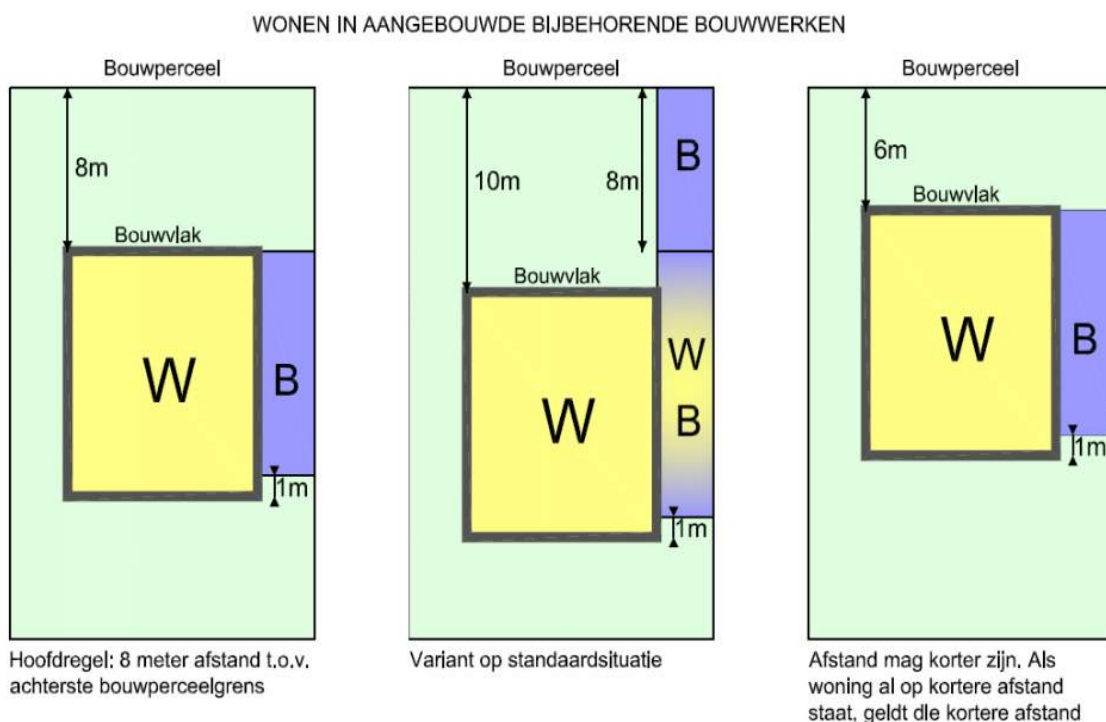 WONEN IN AANGEBOUWDE BIJBEHORENDE BOUWWERKEN
Bouwperceel
8m
Bouwvlak
W
B
1m
Hoofdregel: 8 meter afstand t.o.v.
achterste bouwperceelgrens
Bouwperceel
10m
8m
B
Bouwvlak
W
W
B
1m
Variant op standaardsituatie
Bouwperceel
6m
Bouwvlak
W
B
1m
Afstand mag korter zijn. Als
woning al op kortere afstand
staat, geldt die kortere afstand